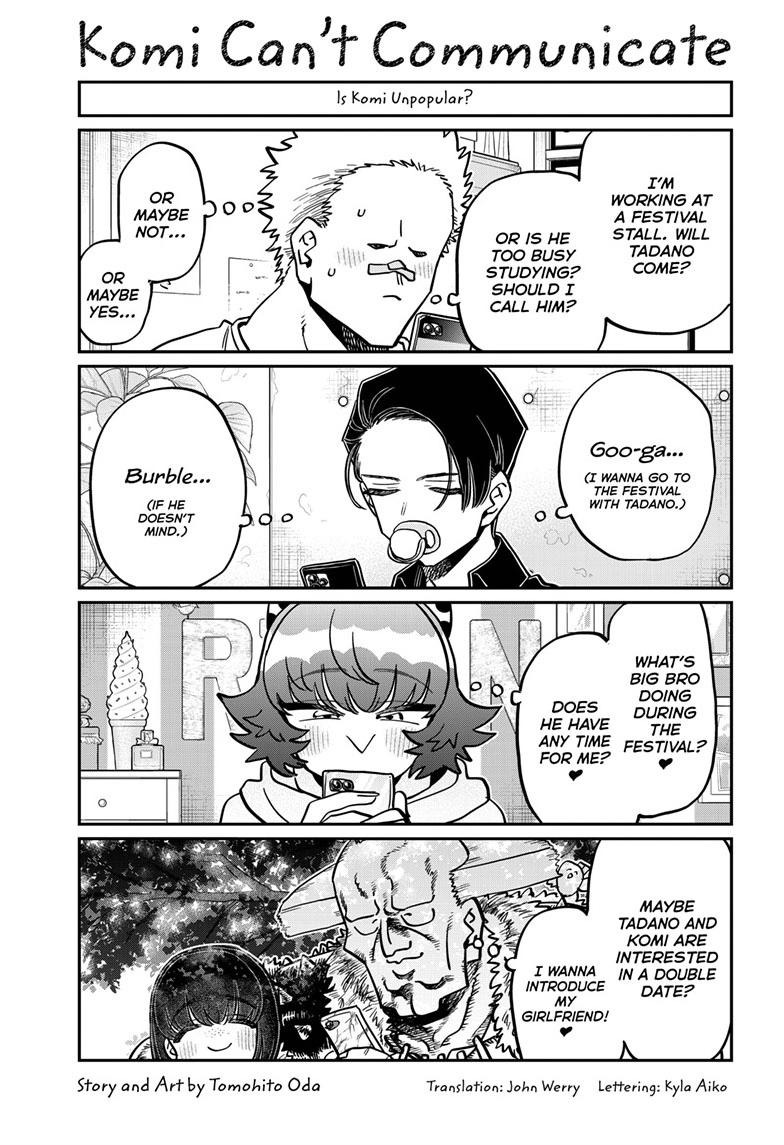 Komi Can't Communicate
Is Komi Unpopular?
I'M
WORKING AT
A FESTIVAL
STALL. WILL
TADANO
COME?
OR IS HE
TOO BUSY
STUDYING?
SHOULD I
CALL HIM?
OR
MAYBE
NOT...
OR
MAYBE
YES...
Goo-ga...
(I WANNA GO TO
THE FESTIVAL
WITH TADANO.)
Burble...
(IF HE
DOESN'T
MIND.)
WHAT'S
BIG BRO
DOING
DURING
THE
FESTIVAL?
♥
DOES
HE HAVE
ANY TIME
FOR ME?
♥
R
N
MAYBE
TADANO AND
KOMI ARE
INTERESTED
IN A DOUBLE
DATE?
I WANNA
INTRODUCE
MY
GIRLFRIEND!
♥
Story and Art by Tomohito Oda
Translation: John Werry Lettering: Kyla Aiko